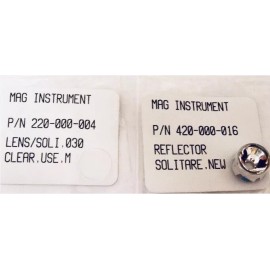 MAG INSTRUMENT
P/N 220-000-004
LENS/SOLI.030
CLEAR.USE.M
MAG INSTRUMENT
P/N 420-000-016
REFLECTOR
SOLITARE.NEW